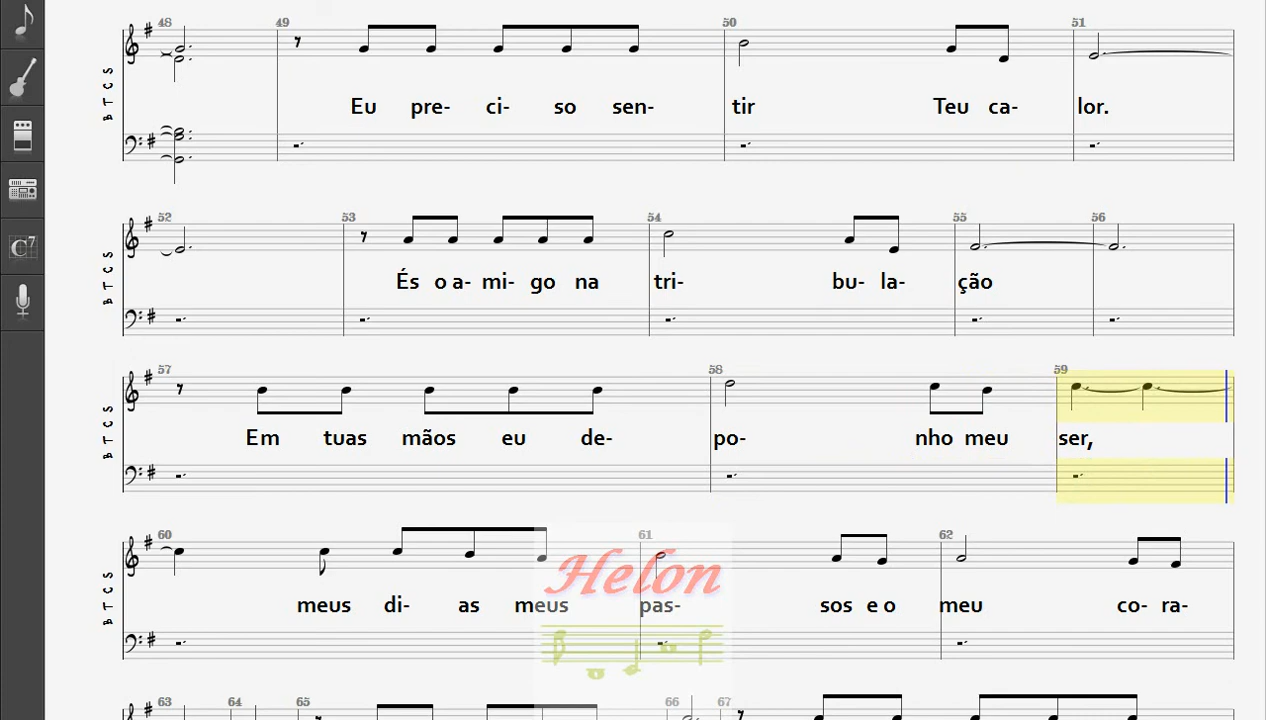 48 49 50 51
B T C S
Eu pre- ci- so sen- tir Teu ca- lor.
52 53 54 55 56
B T C S
És o a- mi- go na tri- bu- la- ção
57 58 59
B T C S
Em tuas mãos eu de- po- nho meu ser,
60 61 62
B T C S
meus di- as meus pas- sos e o meu co- ra-
Helon
63 64 65 66 67
C7